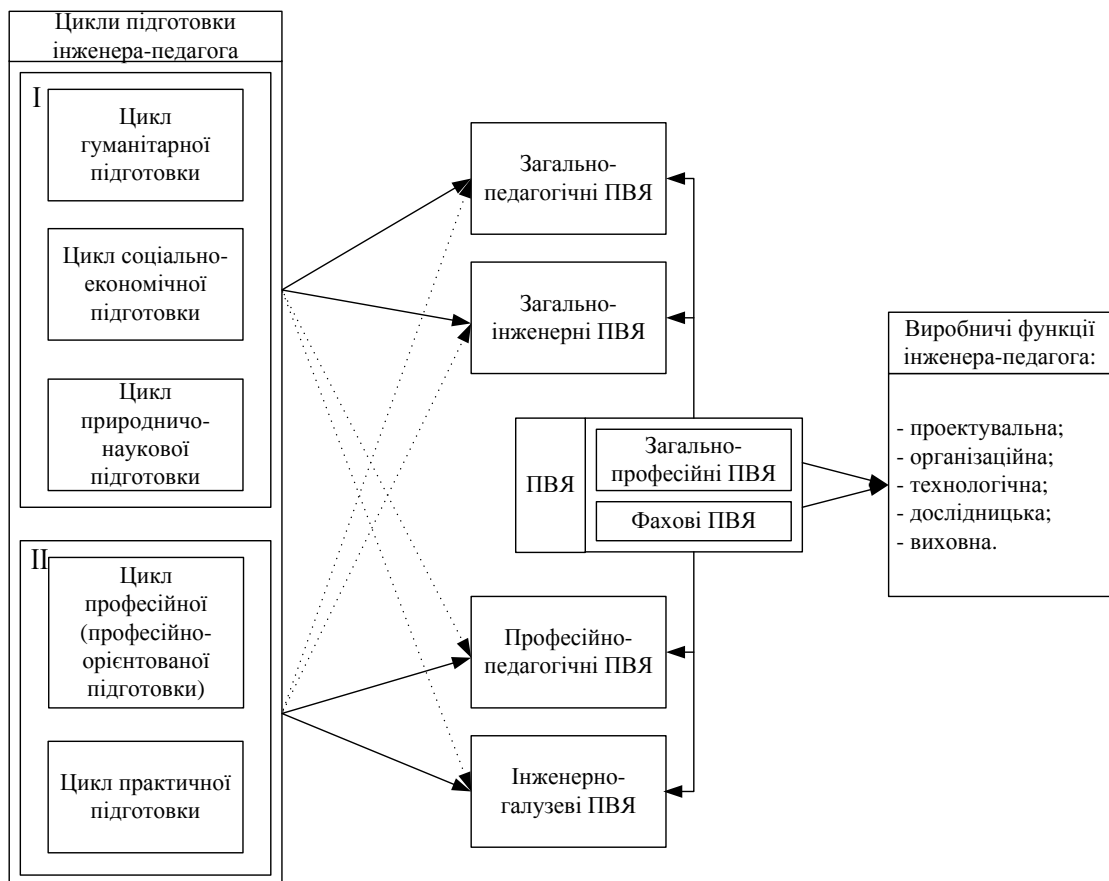 Цикли підготовки
інженера-педагога
I
Цикл
гуманітарної
підготовки
Цикл соціально-
економічної
підготовки
Цикл
природничо-
наукової
підготовки
II
Цикл
професійної
(професійно-
орієнтованої
підготовки)
Цикл практичної
підготовки
Загально-
педагогічні ПВЯ
Загально-
інженерні ПВЯ
ПВЯ
Загально-
професійні ПВЯ
Фахові ПВЯ
Професійно-
педагогічні ПВЯ
Інженерно-
галузеві ПВЯ
Виробничі функції
інженера-педагога:
- проектувальна;
- організаційна;
- технологічна;
- дослідницька;
- виховна.